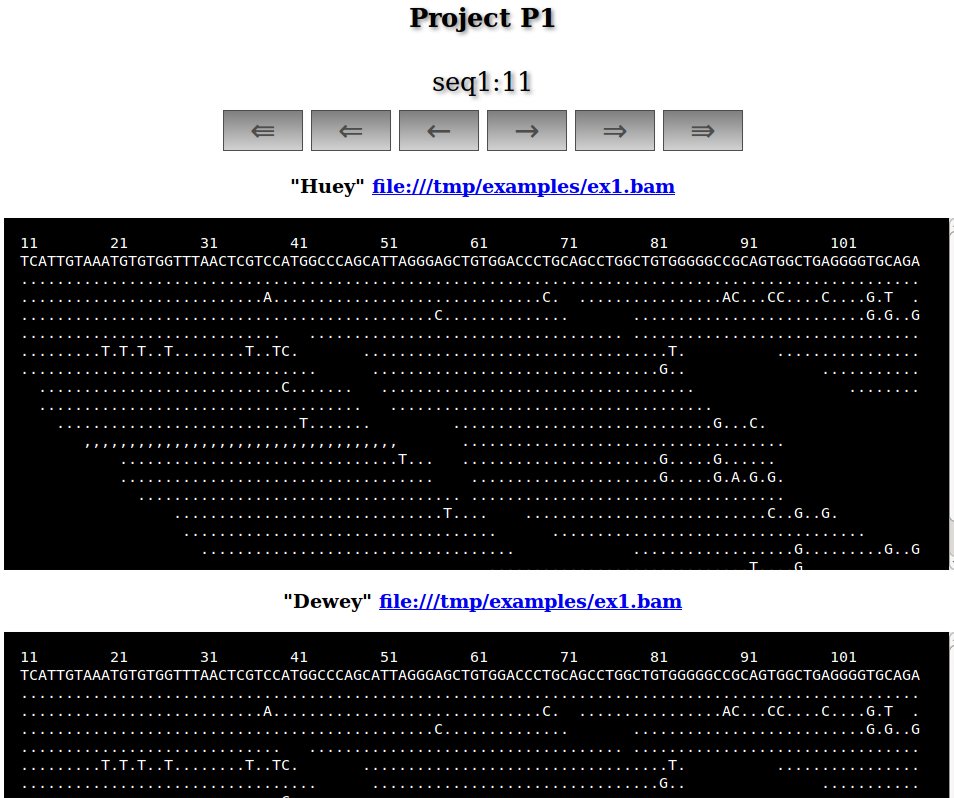 Project P1
seq1:11
⇚ ⇐ ← → ⇒ ⇛
"Huey" file:///tmp/examples/ex1.bam
11        21        31        41        51        61        71        81        91        101
TCATTGTAAATGTGTGGTTTAACTCGTCCATGGCCCAGCATTAGGGAGCTGTGGACCCTGCAGCCTGGCTGTGGGGGCCGCAGTGGCTGAGGGGTGCAGA
....................................................................................................
...........................A..............................C.  ................AC...CC....C....G.T  .
..............................................C..............       ..........................G.G..G
.............................   ................................... ................................
.........T.T.T..T........T..TC.       ..................................T.          ................
.................................      ................................G..               ...........
  ...........................C.......   ...................................                 ........
  ....................................   ....................................
    ...........................T.......         .............................G...C.
       ,,,,,,,,,,,,,,,,,,,,,,,,,,,,,,,,,,,       ....................................
           ...............................T...   ......................G.....G......
           ...................................    .....................G.....G.A.G.G.
             .................................... ...................................
                 ..............................T....    ...........................C..G..G.
                  ...................................      ...................................
                    ...................................             ..................G.........G..G
"Dewey" file:///tmp/examples/ex1.bam
11        21        31        41        51        61        71        81        91        101
TCATTGTAAATGTGTGGTTTAACTCGTCCATGGCCCAGCATTAGGGAGCTGTGGACCCTGCAGCCTGGCTGTGGGGGCCGCAGTGGCTGAGGGGTGCAGA
....................................................................................................
...........................A..............................C.  ................AC...CC....C....G.T  .
..............................................C..............       ..........................G.G..G
.............................   ................................... ................................
.........T.T.T..T........T..TC.       ..................................T.          ................
.................................      ................................G..               ...........